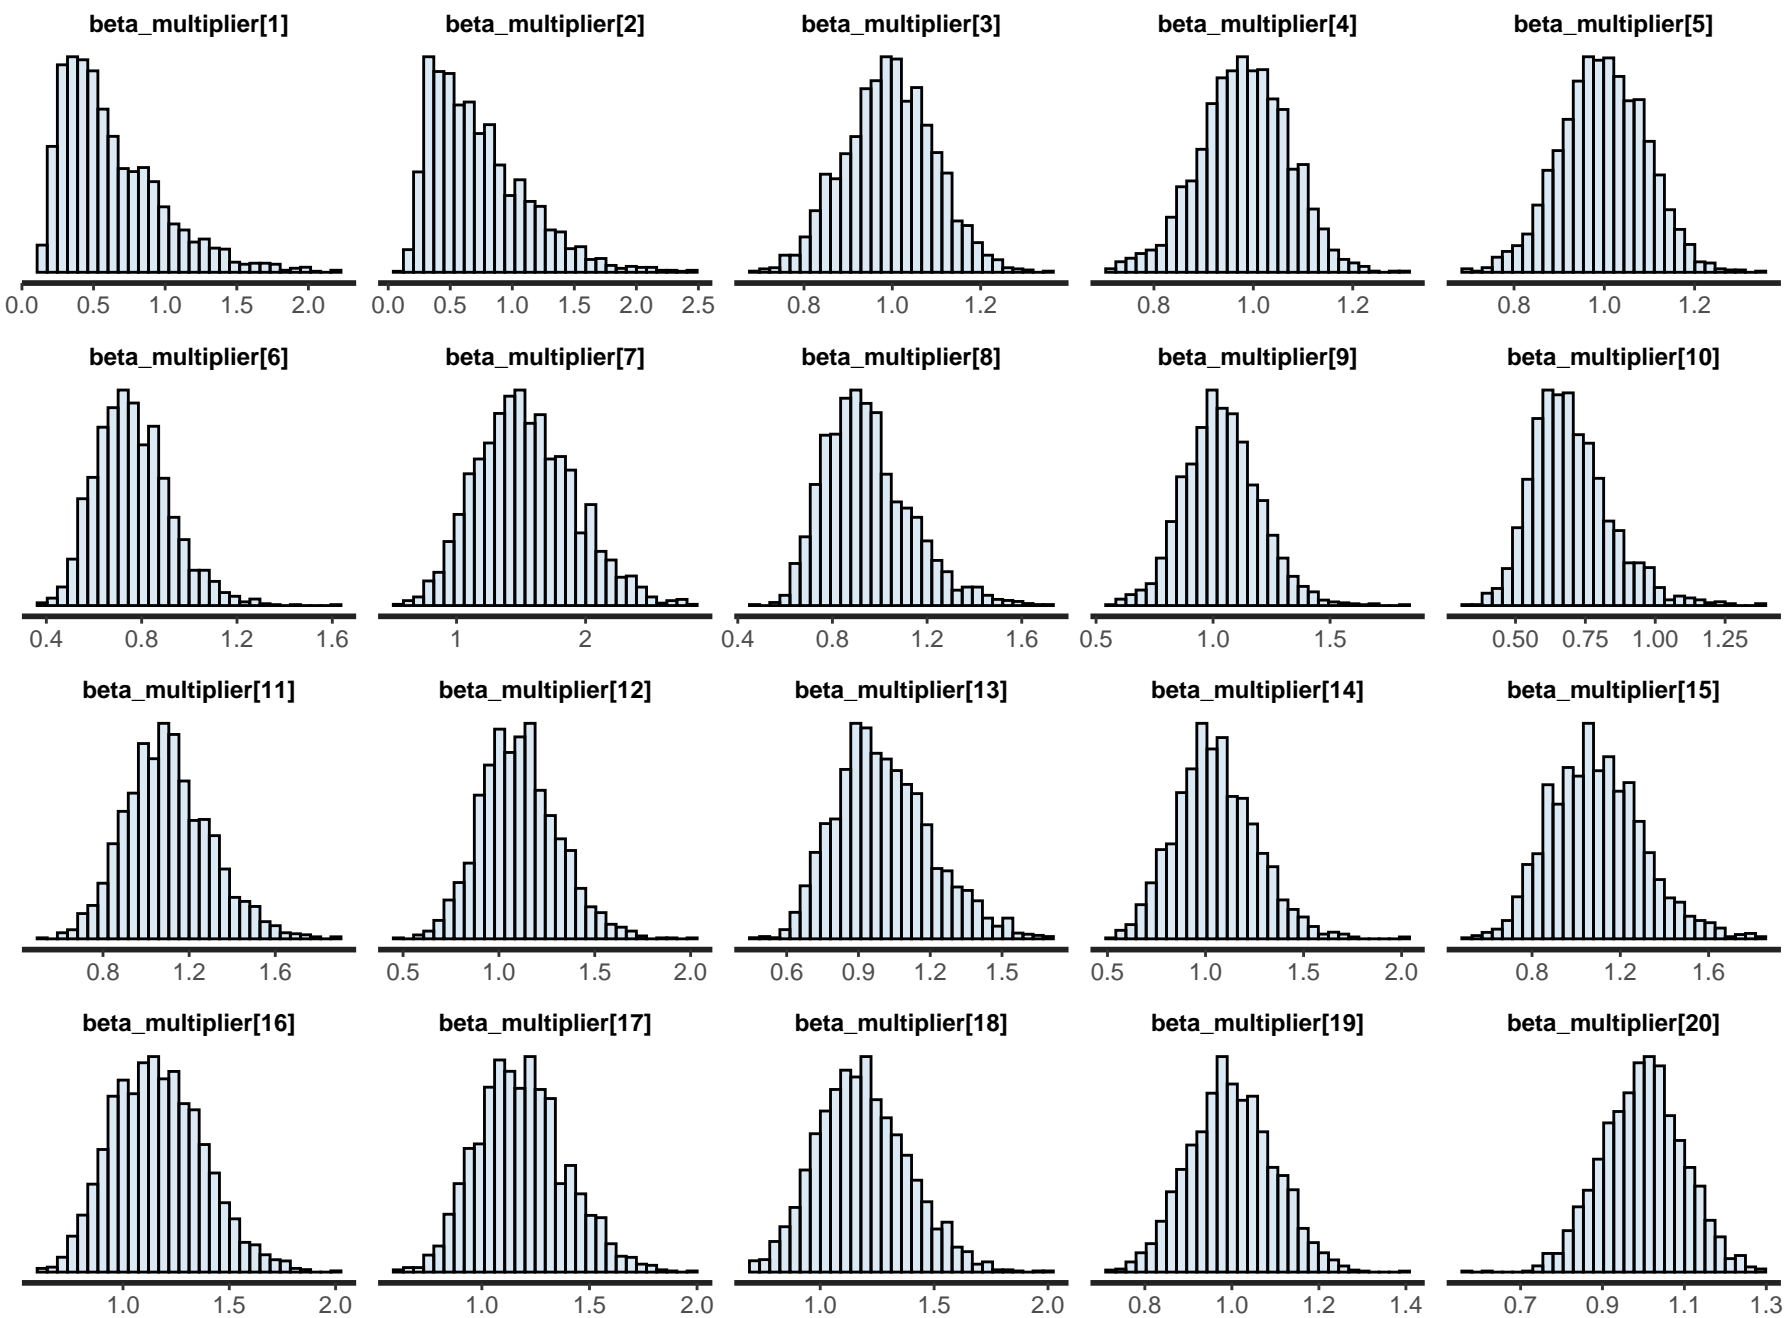 beta_multiplier[1] beta_multiplier[2] beta_multiplier[3] beta_multiplier[4] beta_multiplier[5]
0.0 0.5 1.0 1.5 2.0 0.0 0.5 1.0 1.5 2.0 2.5 0.8 1.0 1.2 0.8 1.0 1.2 0.8 1.0 1.2
beta_multiplier[6] beta_multiplier[7] beta_multiplier[8] beta_multiplier[9] beta_multiplier[10]
0.4 0.8 1.2 1.6 1 2 0.4 0.8 1.2 1.6 0.5 1.0 1.5 0.50 0.75 1.00 1.25
beta_multiplier[11] beta_multiplier[12] beta_multiplier[13] beta_multiplier[14] beta_multiplier[15]
0.8 1.2 1.6 0.5 1.0 1.5 2.0 0.6 0.9 1.2 1.5 0.5 1.0 1.5 2.0 0.8 1.2 1.6
beta_multiplier[16] beta_multiplier[17] beta_multiplier[18] beta_multiplier[19] beta_multiplier[20]
1.0 1.5 2.0 1.0 1.5 2.0 1.0 1.5 2.0 0.8 1.0 1.2 1.4 0.7 0.9 1.1 1.3